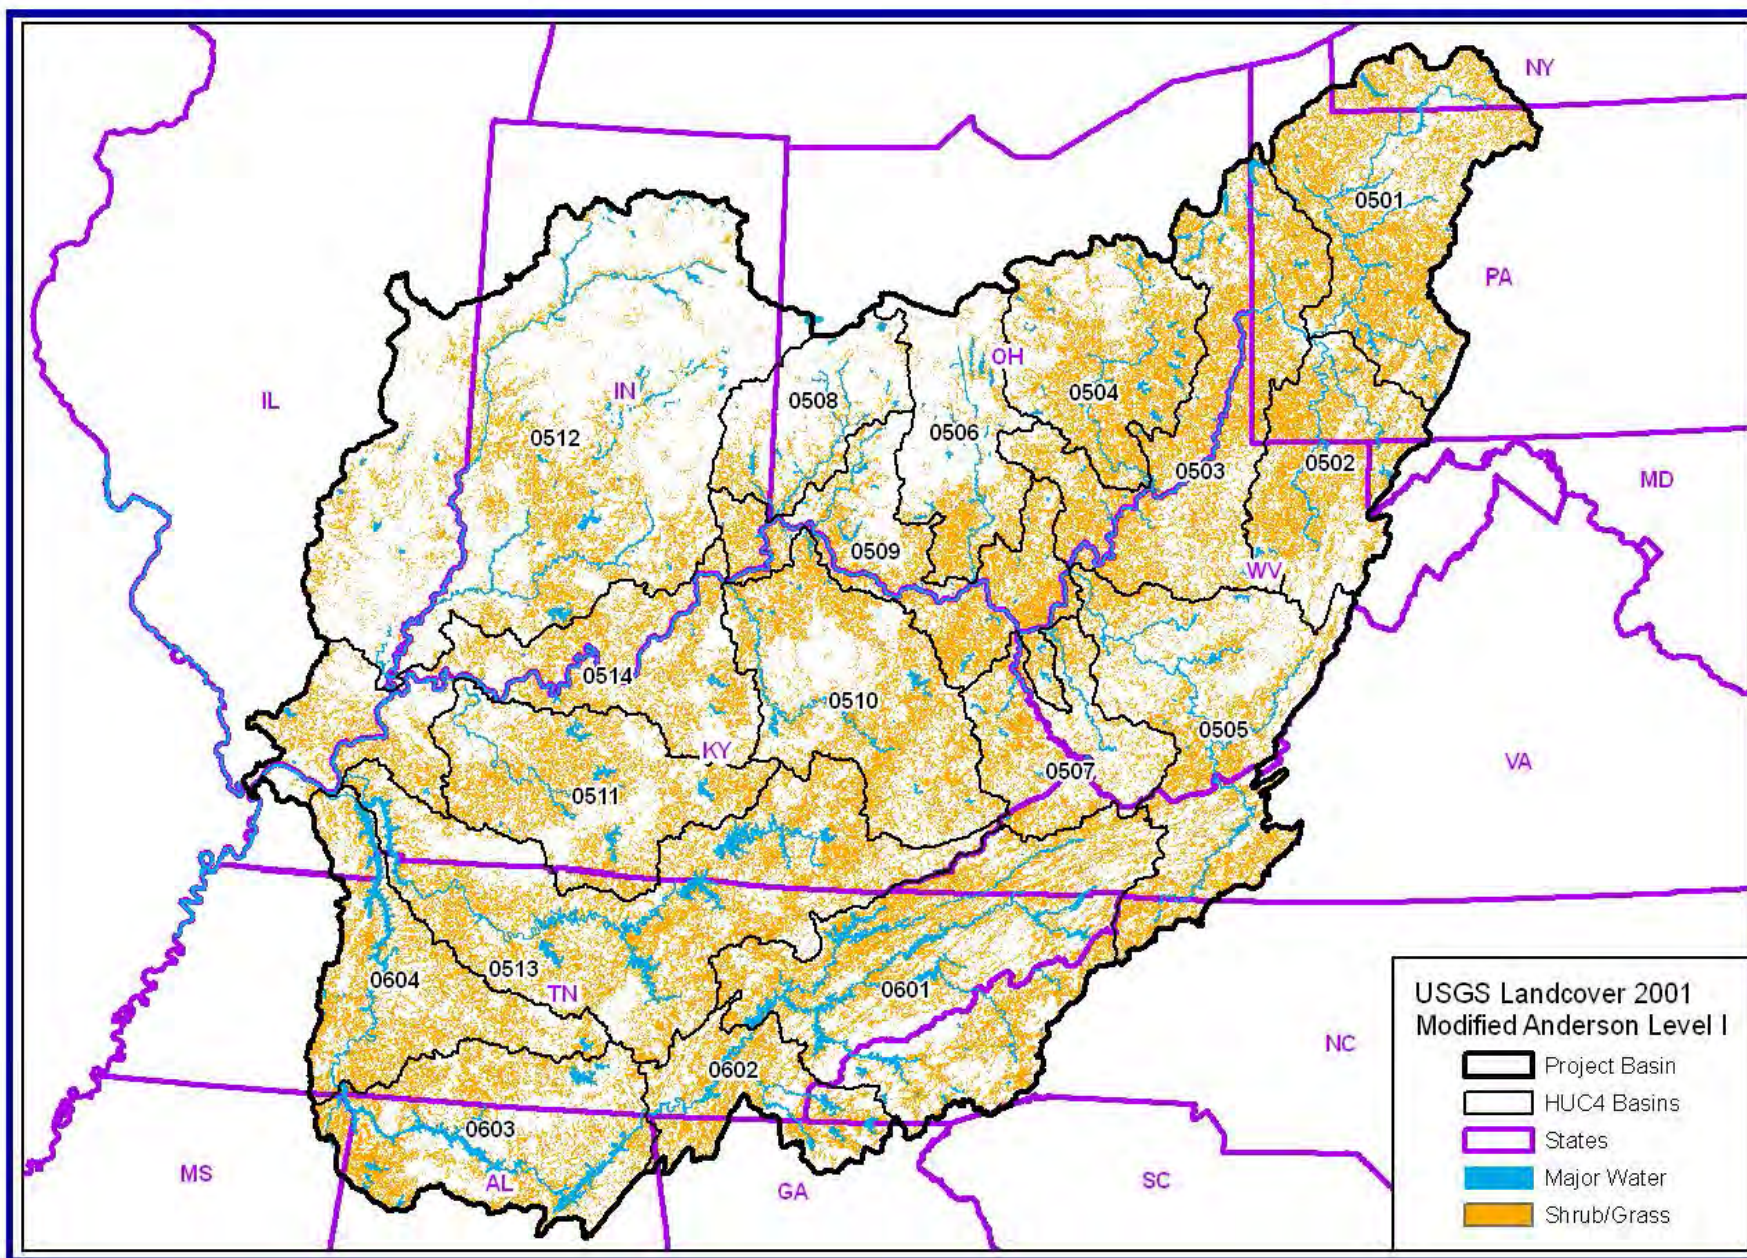 NY
0501
PA
OH
IL
IN
0508
0504
0506
0512
0503
0502
MD
0509
WV
0514
0510
0505
KY
0507
VA
0511
0604
0513
TN
0601
NC
0602
0603
MS
AL
GA
SC
USGS Landcover 2001
Modified Anderson Level I
Project Basin
HUC4 Basins
States
Major Water
Shrub/Grass